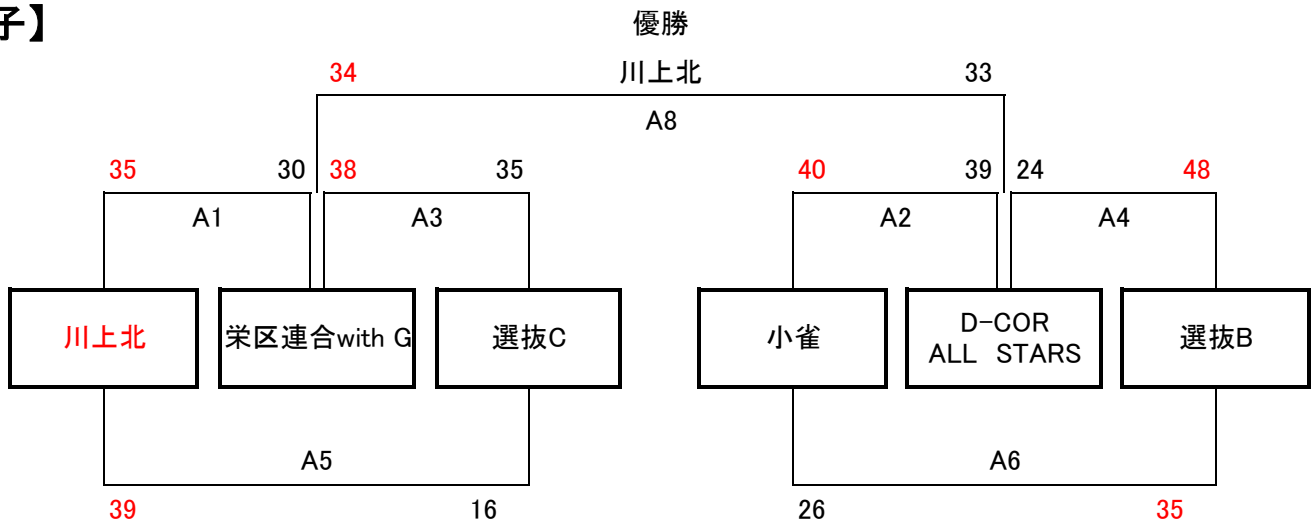 子】
優勝
34 川上北 33
A8
35 30 38 35 40 39 24 48
A1 A3 A2 A4
川上北 栄区連合with G 選抜C 小雀 D-COR ALL STARS 選抜B
A5 A6
39 16 26 35